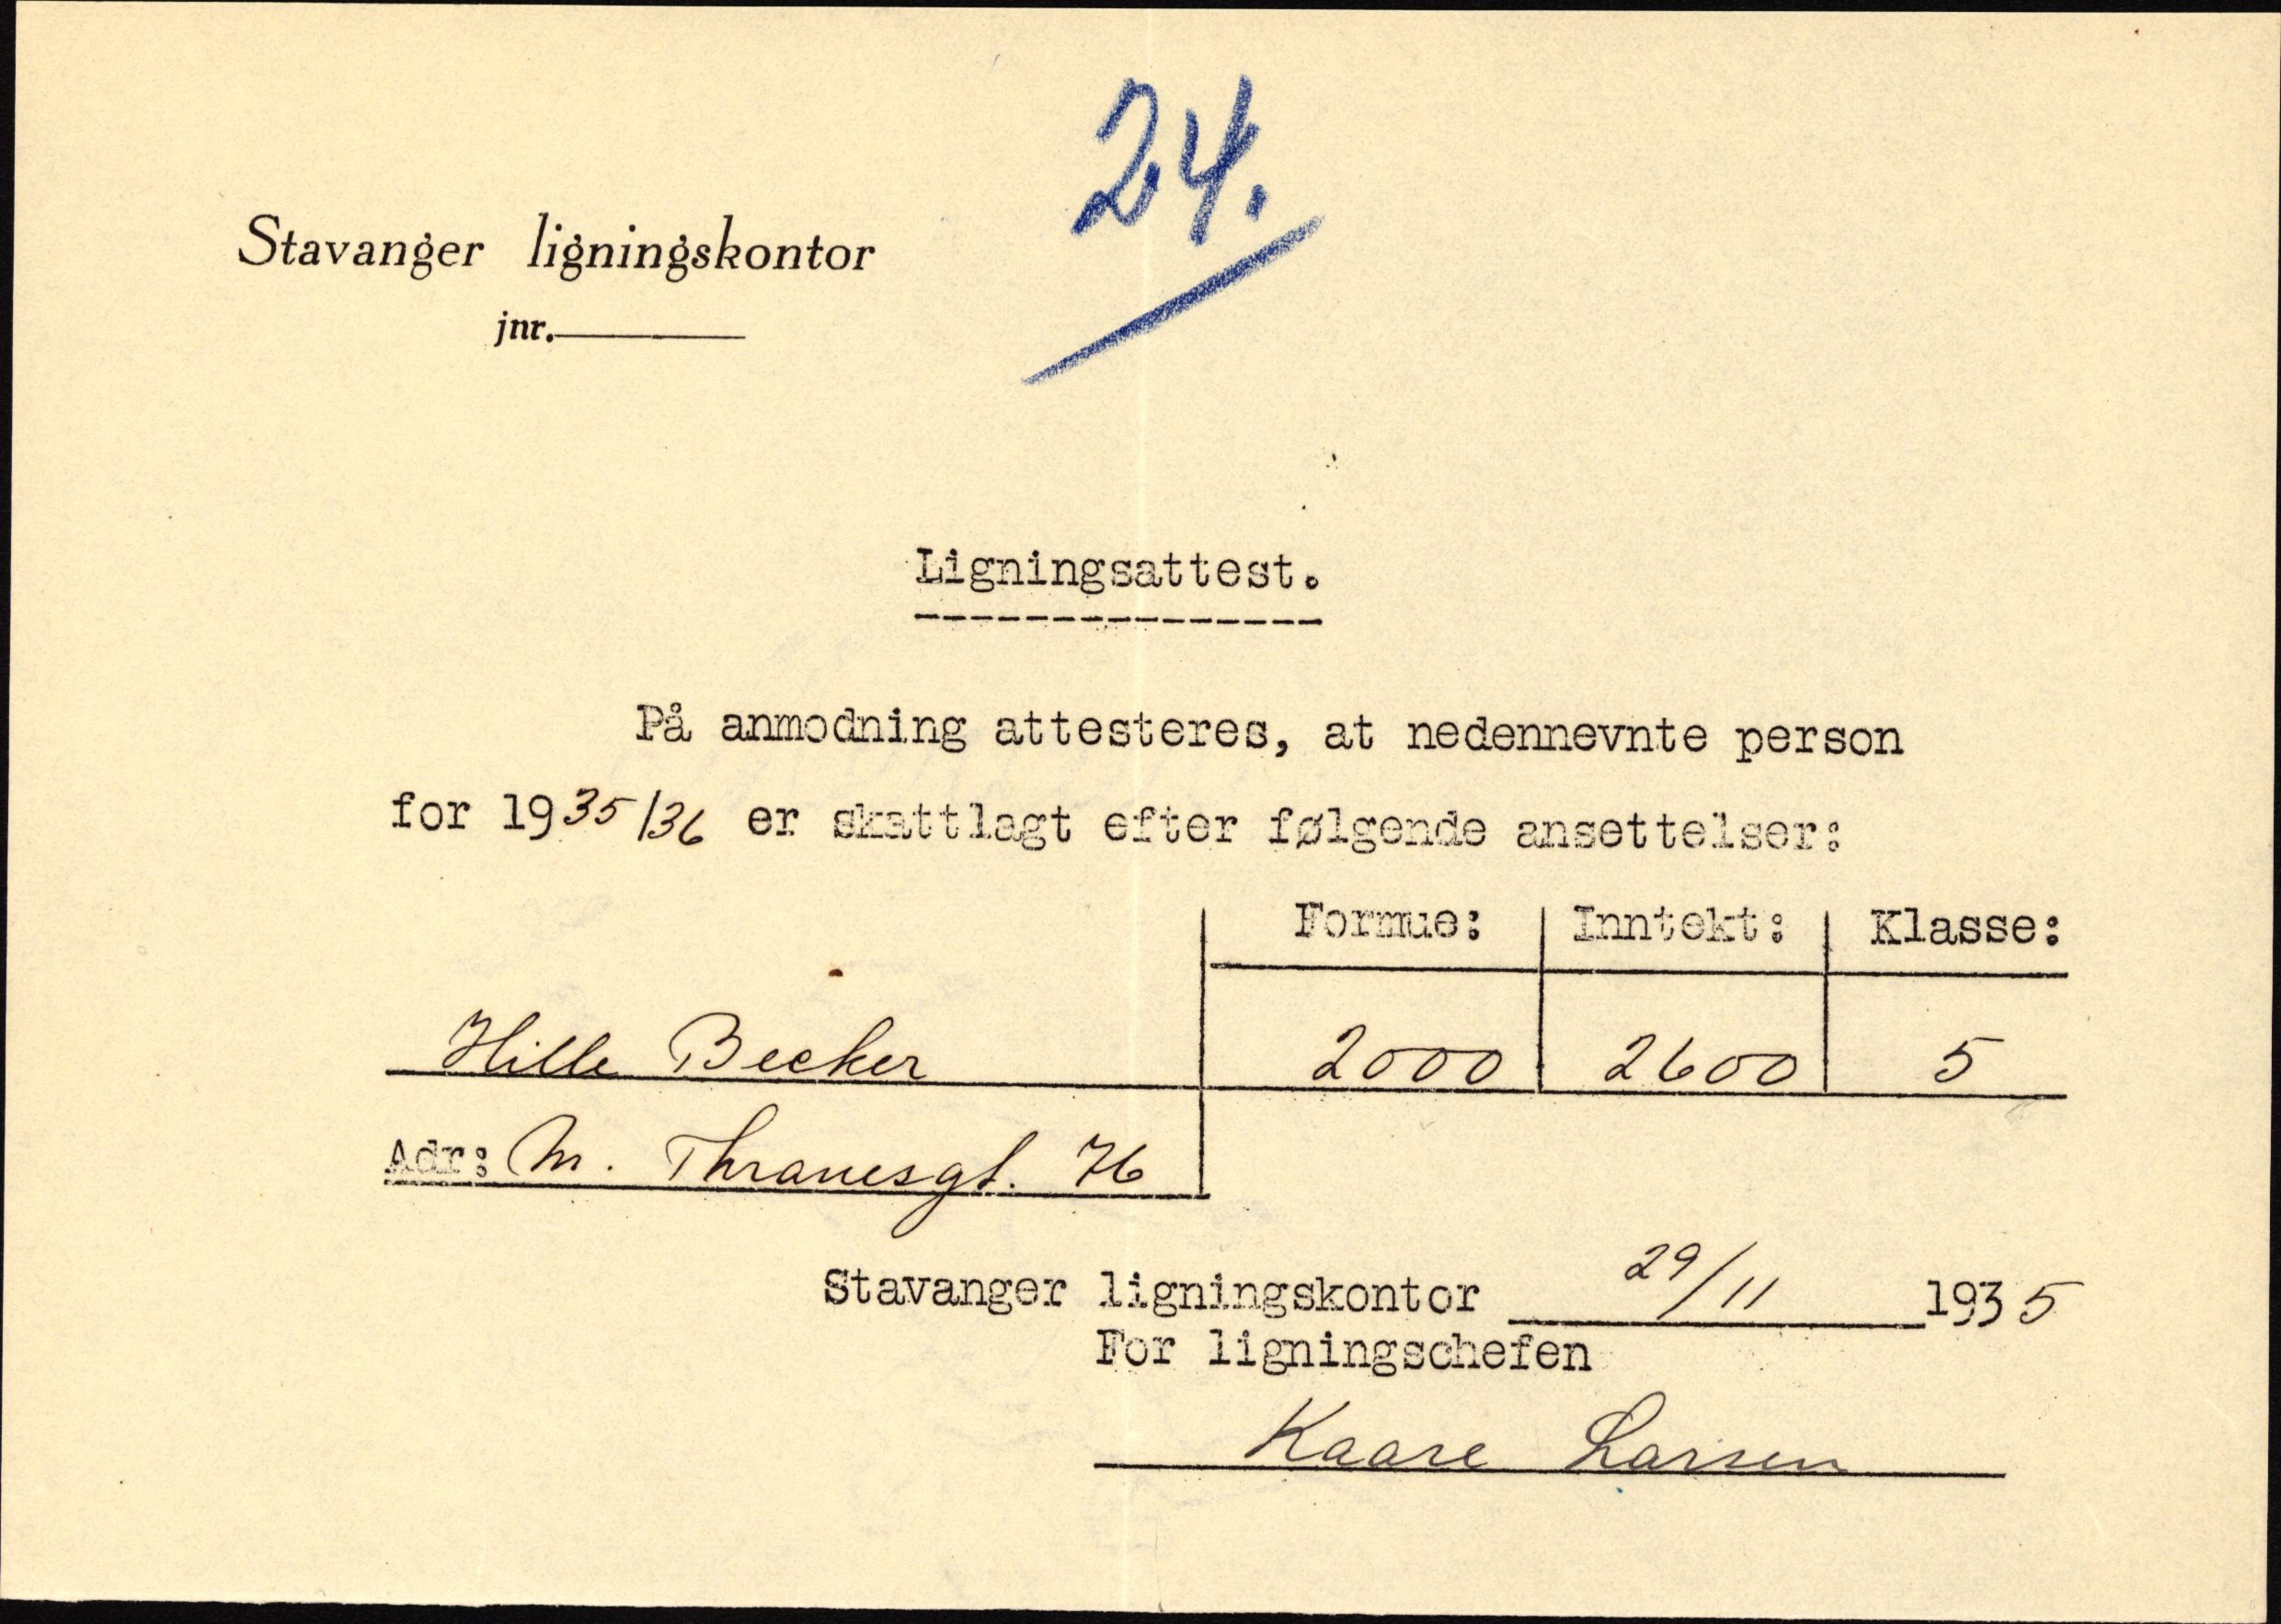 24.
Stavanger ligningskontor
jnr.
Ligningsattest.
På anmodning attesteres, at nedennevnte person
for 1935/36 er skattlagt efter følgende ansettelser:
Formue: Inntekt: Klasse:
Hille Becker 2000 2600 5
Adr: M. Thranesgt. 76
Stavanger ligningskontor 29/11 1935
For ligningschefen
Kaare Larsen